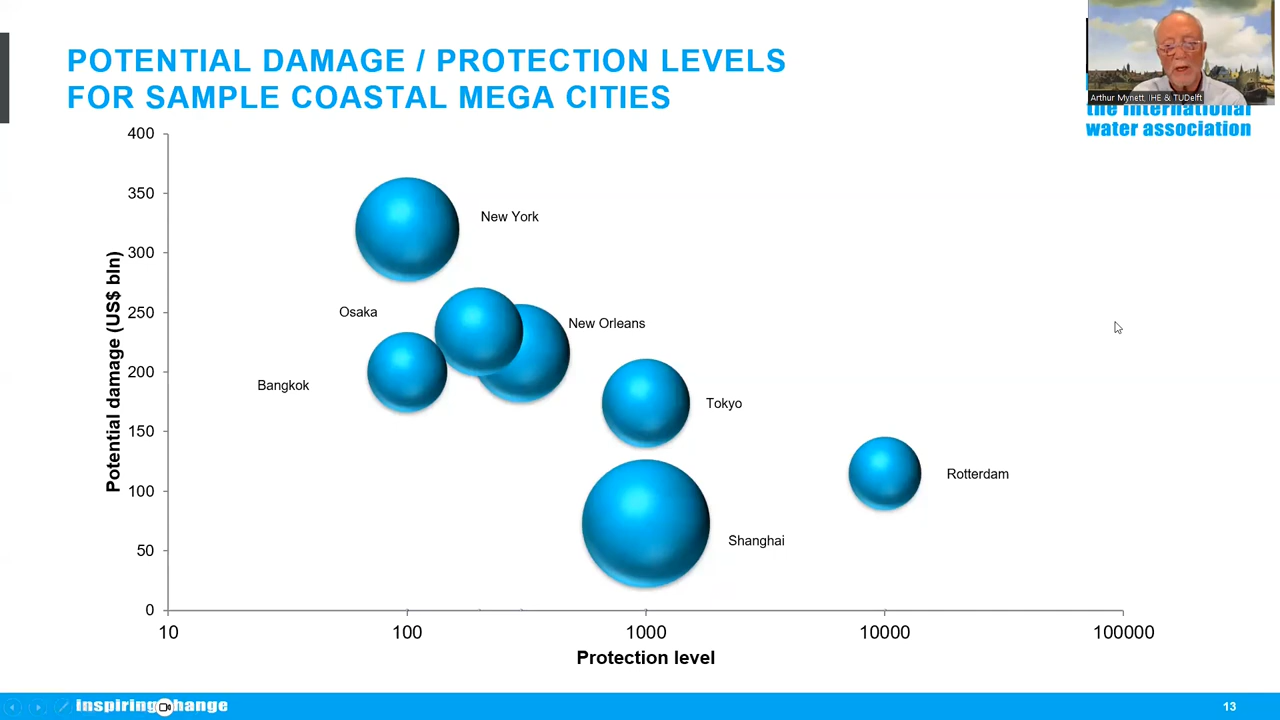 POTENTIAL DAMAGE / PROTECTION LEVELS
FOR SAMPLE COASTAL MEGA CITIES
Arthur Mynett, IHE & TUDelft
the international
water association
400
350
300
250
200
150
100
50
0
Potential damage (US$ bln)
New York
Osaka
New Orleans
Bangkok
Tokyo
Rotterdam
Shanghai
10
100
1000
10000
100000
Protection level
inspiring change
13